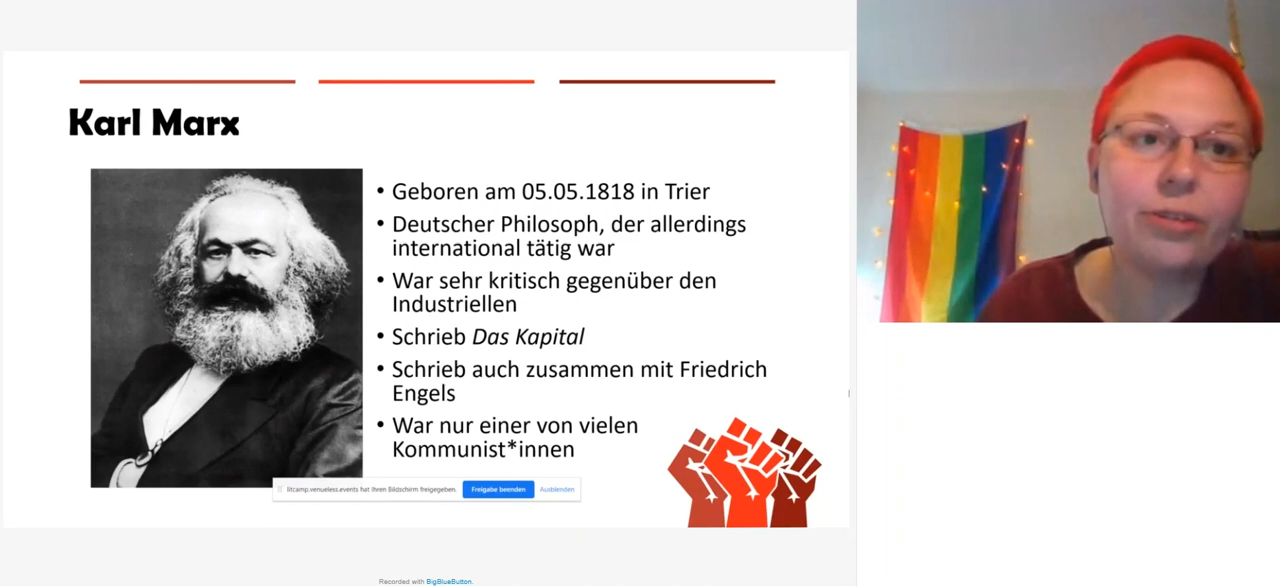 Karl Marx
• Geboren am 05.05.1818 in Trier
• Deutscher Philosoph, der allerdings
international tätig war
• War sehr kritisch gegenüber den
Industriellen
• Schrieb Das Kapital
• Schrieb auch zusammen mit Friedrich
Engels
• War nur einer von vielen
Kommunist*innen
litcamp.venueless.events hat Ihren Bildschirm freigegeben. Freigabe beenden Ausblenden
Recorded with BigBlueButton.